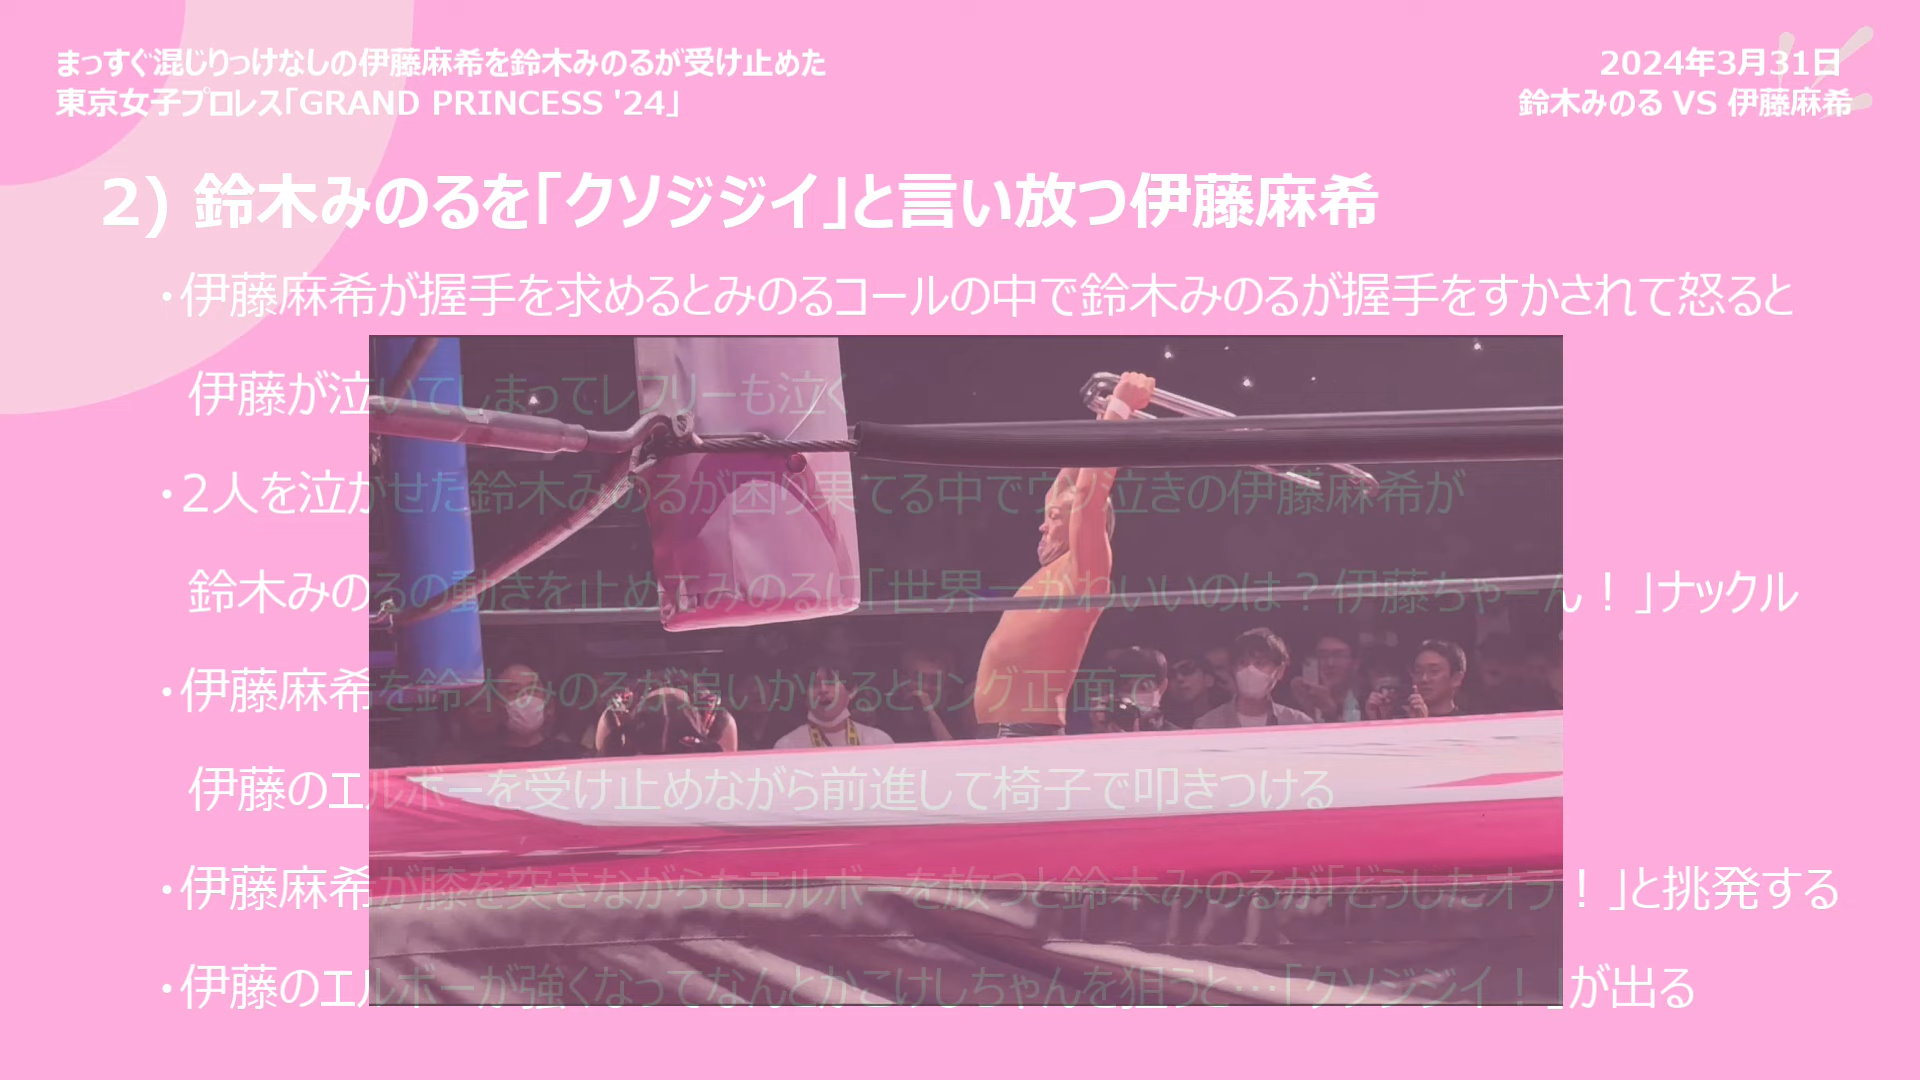 まっすぐ混じりっけなしの伊藤麻希を鈴木みのるが受け止めた
東京女子プロレス「GRAND PRINCESS '24」
2024年3月31日
鈴木みのる VS 伊藤麻希
2) 鈴木みのるを「クソジジイ」と言い放つ伊藤麻希
・伊藤麻希が握手を求めるとみのるコールの中で鈴木みのるが握手をすかされて怒ると
伊藤が泣いてしまってレフリーも泣く
・2人を泣かせた鈴木みのるが困り果てる中でウソ泣きの伊藤麻希が
鈴木みのるの動きを止めてみのるに「世界一かわいいのは？伊藤ちゃーん！」ナックル
・伊藤麻希を鈴木みのるが追いかけるとリング正面で
伊藤のエルボーを受け止めながら前進して椅子で叩きつける
・伊藤麻希が膝を突きながらもエルボーを放つと鈴木みのるが「どうしたオラ！」と挑発する
・伊藤のエルボーが強くなってなんとかこけしちゃんを狙うと…「クソジジイ！」が出る